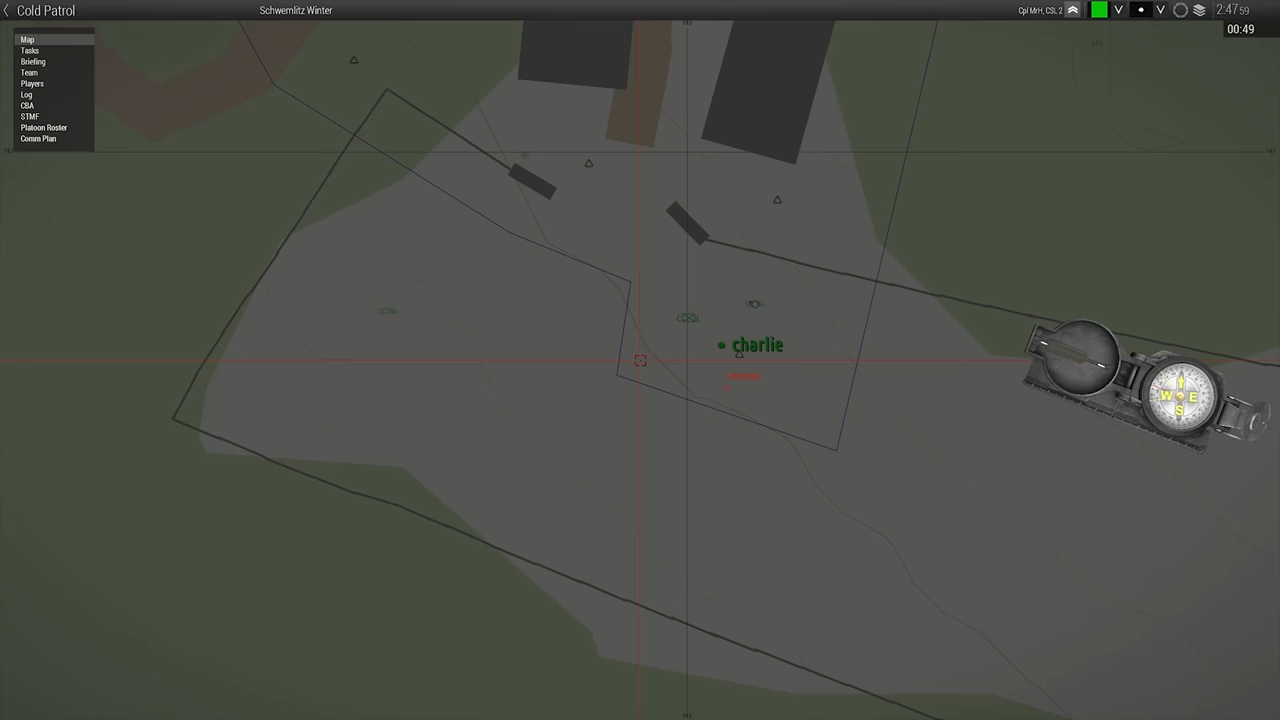 Cold Patrol
Schwemlitz Winter
Cpl MrH, CSL 2
2:47 59
00:49
Map
Tasks
Briefing
Team
Players
Log
CBA
STMF
Platoon Roster
Comm Plan
charlie
W E
S